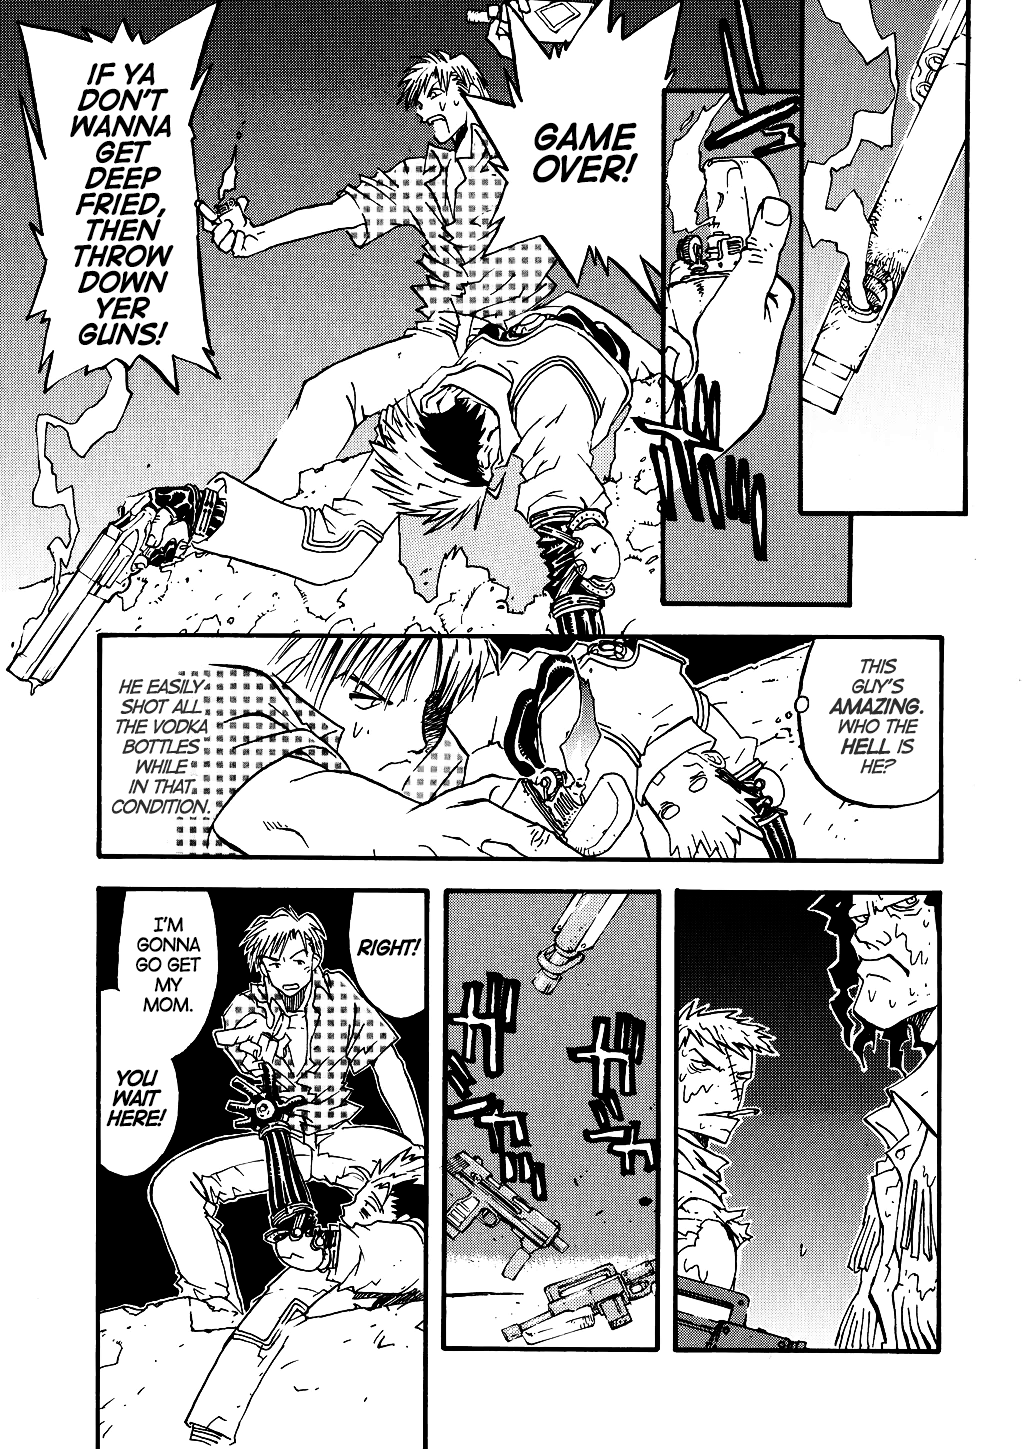 GAME
OVER!
IF YA
DON'T
WANNA
GET
DEEP
FRIED,
THEN
THROW
DOWN
YER
GUNS!
THIS
GUY'S
AMAZING.
WHO THE
HELL IS
HE?
HE EASILY
SHOT ALL
THE VODKA
BOTTLES
WHILE
IN THAT
CONDITION.
RIGHT!
I'M
GONNA
GO GET
MY
MOM.
YOU
WAIT
HERE!